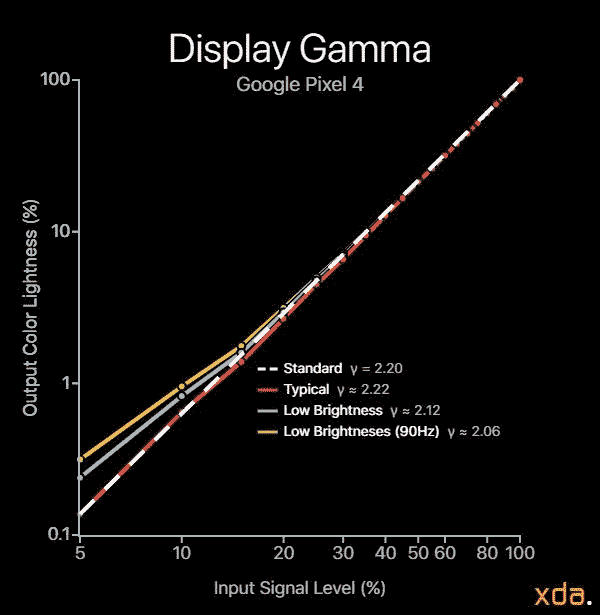 Display Gamma
Google Pixel 4
100
10
1
0.1
Output Color Lightness (%)
Standard γ = 2.20
Typical γ ≈ 2.22
Low Brightness γ ≈ 2.12
Low Brightneses (90Hz) γ ≈ 2.06
5 10 20 30 40 50 60 80 100
Input Signal Level (%)
xda.